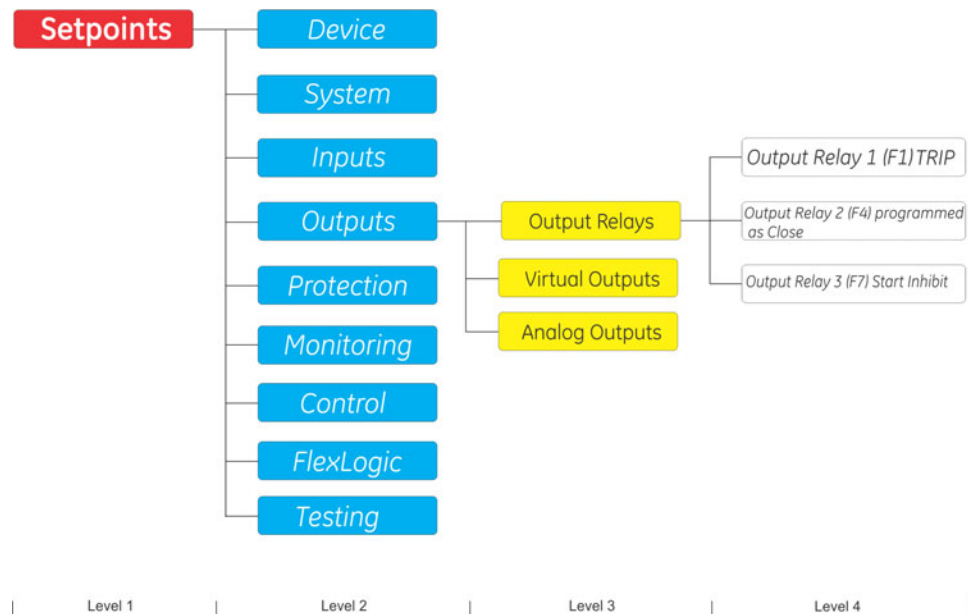 Setpoints
Device
System
Inputs
Outputs
Protection
Monitoring
Control
FlexLogic
Testing
Output Relays
Virtual Outputs
Analog Outputs
Output Relay 1 (F1) TRIP
Output Relay 2 (F4) programmed
as Close
Output Relay 3 (F7) Start Inhibit
Level 1
Level 2
Level 3
Level 4